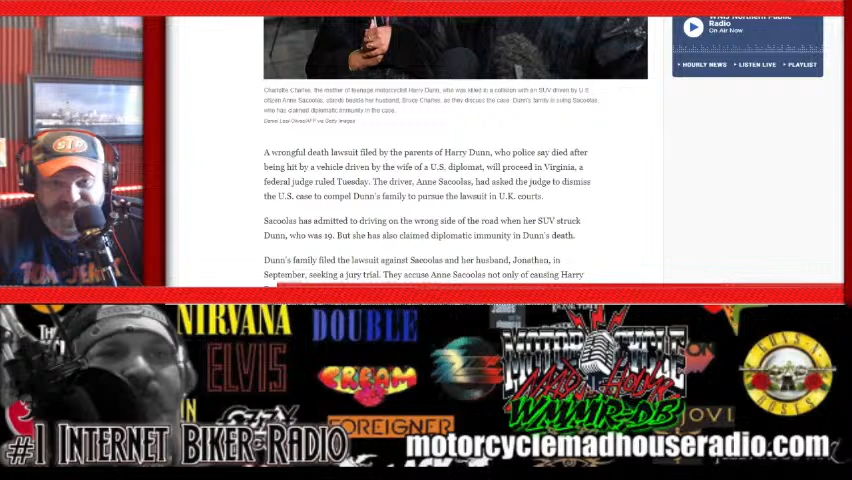 Radio
On Air Now
HOURLY NEWS
LISTEN LIVE
PLAYLIST
Charlotte Charles, the mother of teenage motorcyclist Harry Dunn, who was killed in a collision with an SUV driven by U.S.
citizen Anne Sacoolas, stands beside her husband, Bruce Charles, as they discuss the case. Dunn's family is suing Sacoolas,
who has claimed diplomatic immunity in the case.
A wrongful death lawsuit filed by the parents of Harry Dunn, who police say died after
being hit by a vehicle driven by the wife of a U.S. diplomat, will proceed in Virginia, a
federal judge ruled Tuesday. The driver, Anne Sacoolas, had asked the judge to dismiss
the U.S. case to compel Dunn's family to pursue the lawsuit in U.K. courts.
Sacoolas has admitted to driving on the wrong side of the road when her SUV struck
Dunn, who was 19. But she has also claimed diplomatic immunity in Dunn's death.
Dunn's family filed the lawsuit against Sacoolas and her husband, Jonathan, in
September, seeking a jury trial. They accuse Anne Sacoolas not only of causing Harry
STP
TOM JERRY
NIRVANA
DOUBLE
ELVIS
CREAM
OZZY
FOREIGNER
MOTORCYCLE
MADHOUSE
WMMR-DB
GUNS N ROSES
#1 INTERNET BIKER RADIO
motorcyclemadhouseradio.com